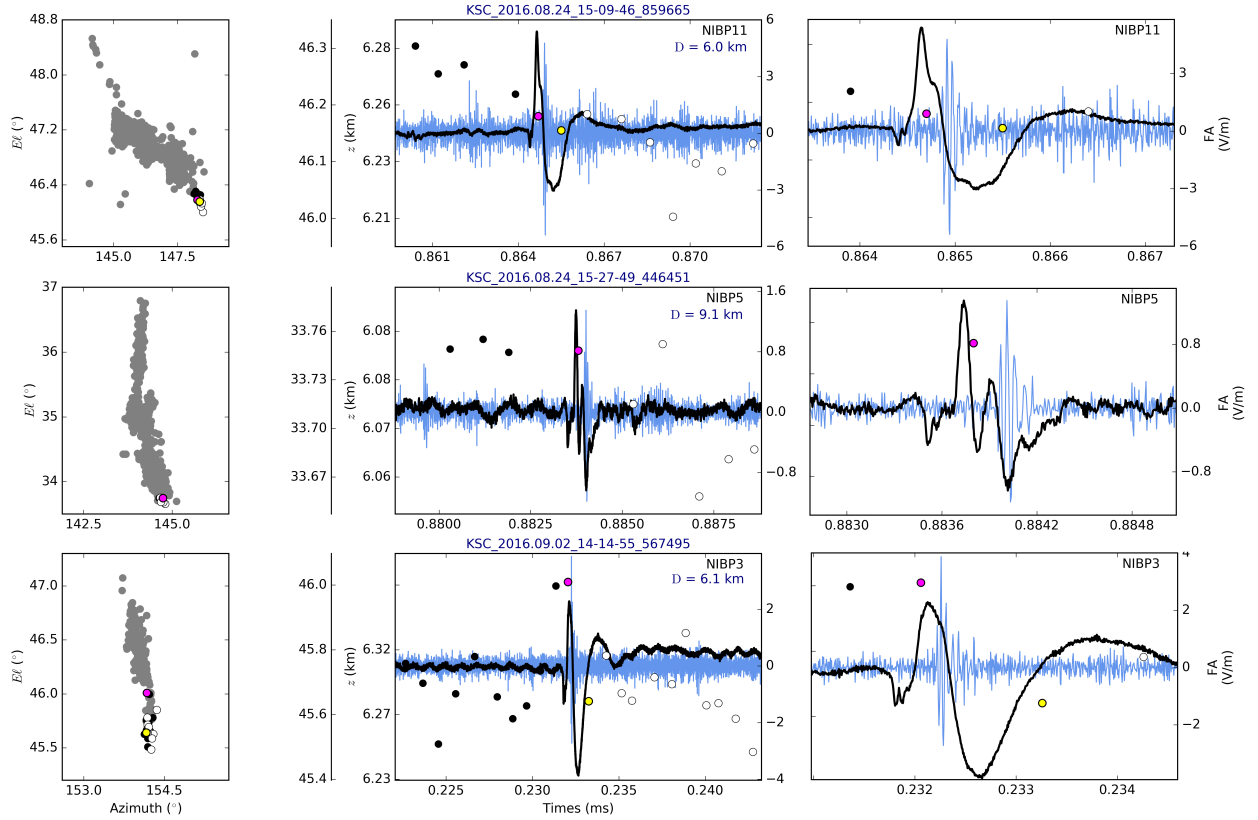 KSC_2016.08.24_15-09-46_859665
48.8
48.0
47.2
46.4
45.6
145.0 147.5
Eℓ (°)
46.3
46.2
46.1
46.0
z (km)
6.28
6.26
6.23
6.21
NIBP11
D = 6.0 km
6
3
0
−3
−6
0.861 0.864 0.867 0.870
NIBP11
3
0
−3
−6
FA
(V/m)
0.864 0.865 0.866 0.867
KSC_2016.08.24_15-27-49_446451
37
36
35
34
142.5 145.0
Eℓ (°)
33.76
33.73
33.70
33.67
z (km)
6.08
6.08
6.07
6.06
NIBP5
D = 9.1 km
1.6
0.8
0.0
−0.8
0.8800 0.8825 0.8850 0.8875
NIBP5
0.8
0.0
−0.8
FA
(V/m)
0.8830 0.8836 0.8842 0.8848
KSC_2016.09.02_14-14-55_567495
47.0
46.5
46.0
45.5
153.0 154.5
Eℓ (°)
Azimuth (°)
46.0
45.8
45.6
45.4
z (km)
6.32
6.27
6.23
NIBP3
D = 6.1 km
2
0
−2
−4
0.225 0.230 0.235 0.240
Times (ms)
NIBP3
4
2
0
−2
FA
(V/m)
0.232 0.233 0.234